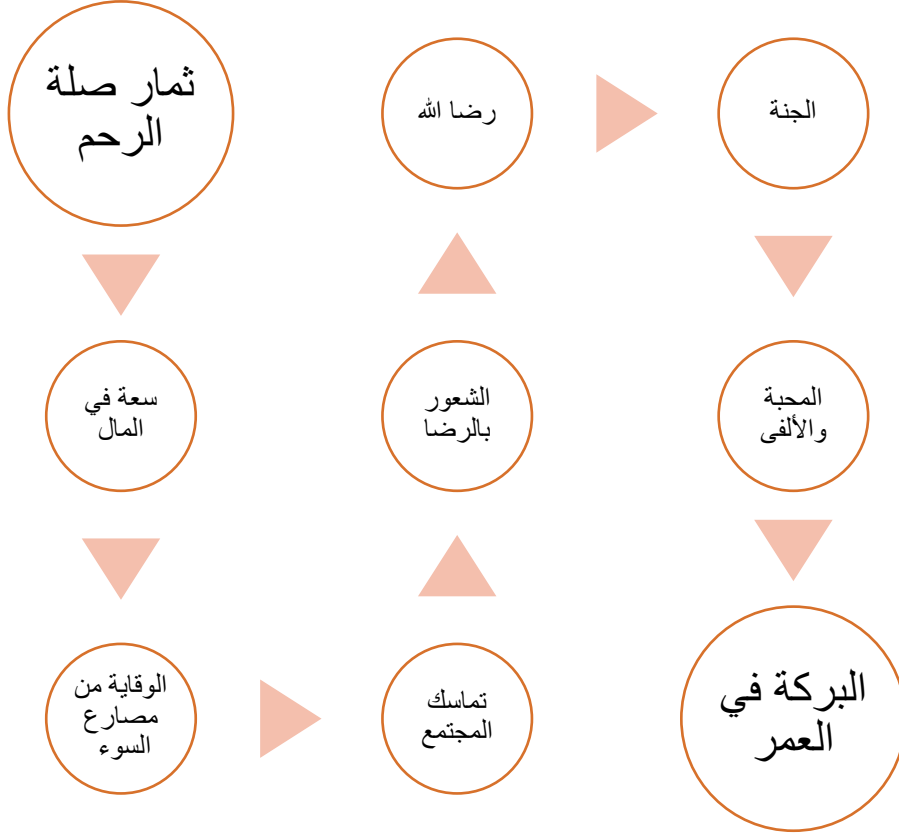 ثمار صلة
الرحم
سعة في
المال
الوقاية من
مصارع
السوء
تماسك
المجتمع
الشعور
بالرضا
رضا الله
الجنة
المحبة
والألفى
البركة في
العمر